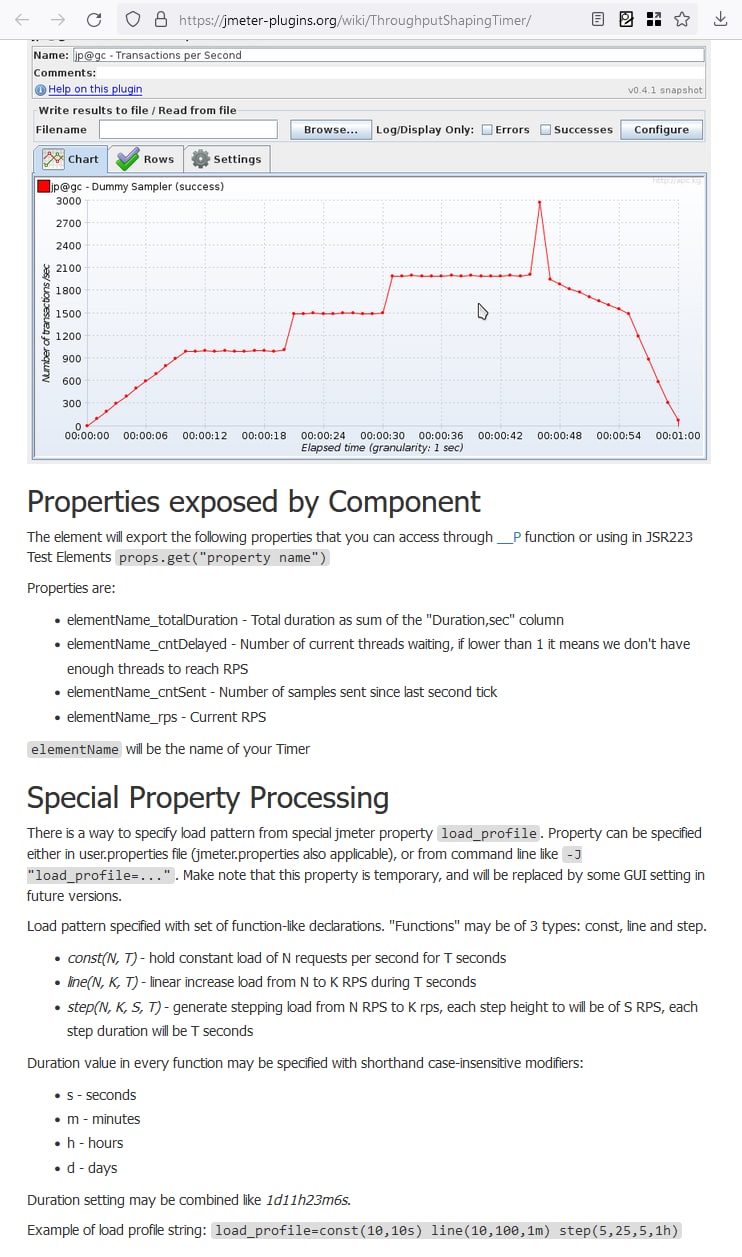 https://jmeter-plugins.org/wiki/ThroughputShapingTimer/
Name: jp@gc - Transactions per Second
Comments:
Help on this plugin
v0.4.1 snapshot
Write results to file / Read from file
Filename
Browse...
Log/Display Only:
Errors
Successes
Configure
Chart
Rows
Settings
jp@gc - Dummy Sampler (success)
3000
2700
2400
2100
1800
1500
1200
900
600
300
0
Number of transactions /sec
00:00:00 00:00:06 00:00:12 00:00:18 00:00:24 00:00:30 00:00:36 00:00:42 00:00:48 00:00:54 00:01:00
Elapsed time (granularity: 1 sec)
Properties exposed by Component
The element will export the following properties that you can access through __P function or using in JSR223
Test Elements props.get("property name")
Properties are:
• elementName_totalDuration - Total duration as sum of the "Duration,sec" column
• elementName_cntDelayed - Number of current threads waiting, if lower than 1 it means we don't have
enough threads to reach RPS
• elementName_cntSent - Number of samples sent since last second tick
• elementName_rps - Current RPS
elementName will be the name of your Timer
Special Property Processing
There is a way to specify load pattern from special jmeter property load_profile. Property can be specified
either in user.properties file (jmeter.properties also applicable), or from command line like -J
"load_profile=...". Make note that this property is temporary, and will be replaced by some GUI setting in
future versions.
Load pattern specified with set of function-like declarations. "Functions" may be of 3 types: const, line and step.
• const(N, T) - hold constant load of N requests per second for T seconds
• line(N, K, T) - linear increase load from N to K RPS during T seconds
• step(N, K, S, T) - generate stepping load from N RPS to K rps, each step height to will be of S RPS, each
step duration will be T seconds
Duration value in every function may be specified with shorthand case-insensitive modifiers:
• s - seconds
• m - minutes
• h - hours
• d - days
Duration setting may be combined like 1d11h23m6s.
Example of load profile string: load_profile=const(10,10s) line(10,100,1m) step(5,25,5,1h)